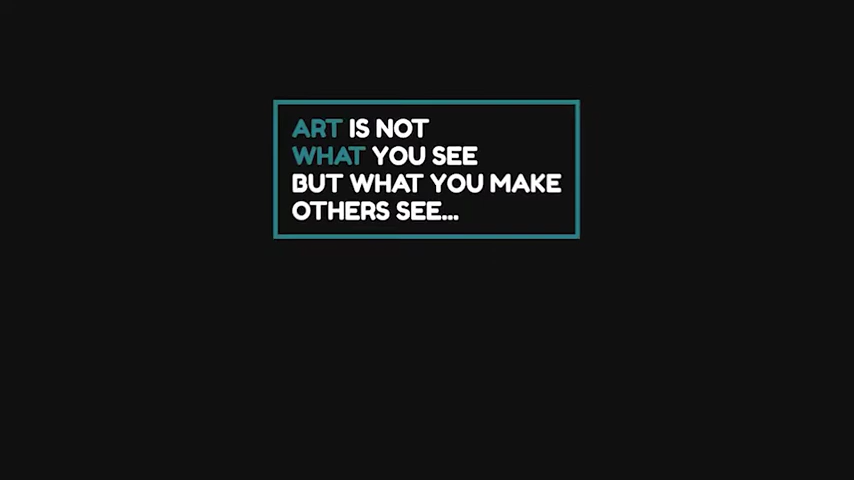 ART IS NOT
WHAT YOU SEE
BUT WHAT YOU MAKE
OTHERS SEE...